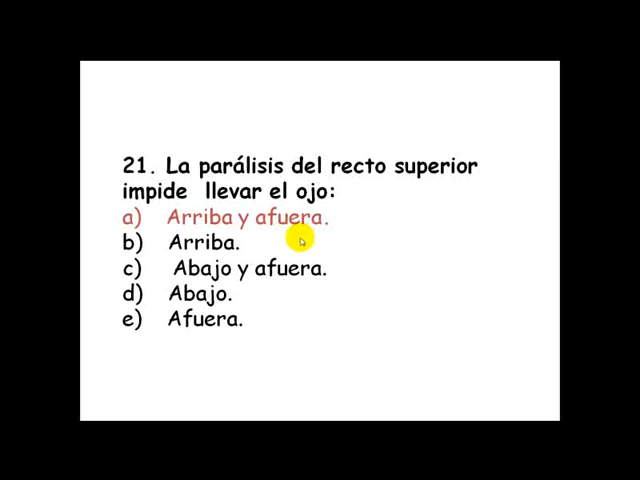 21. La parálisis del recto superior
impide llevar el ojo:
a) Arriba y afuera.
b) Arriba.
c) Abajo y afuera.
d) Abajo.
e) Afuera.